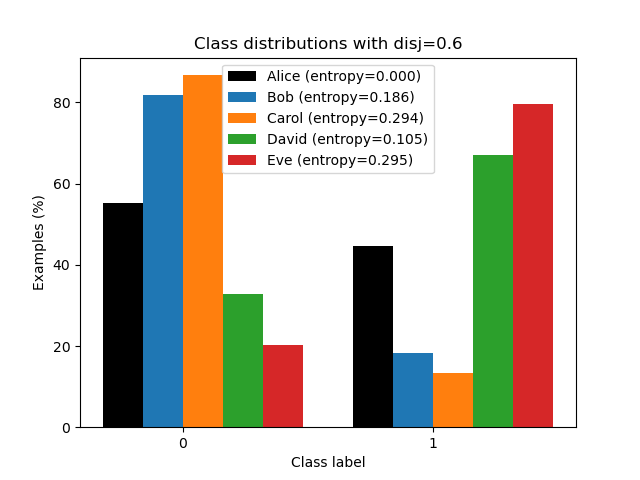 Class distributions with disj=0.6
Alice (entropy=0.000)
Bob (entropy=0.186)
Carol (entropy=0.294)
David (entropy=0.105)
Eve (entropy=0.295)
Examples (%)
80
60
40
20
0
0 1
Class label